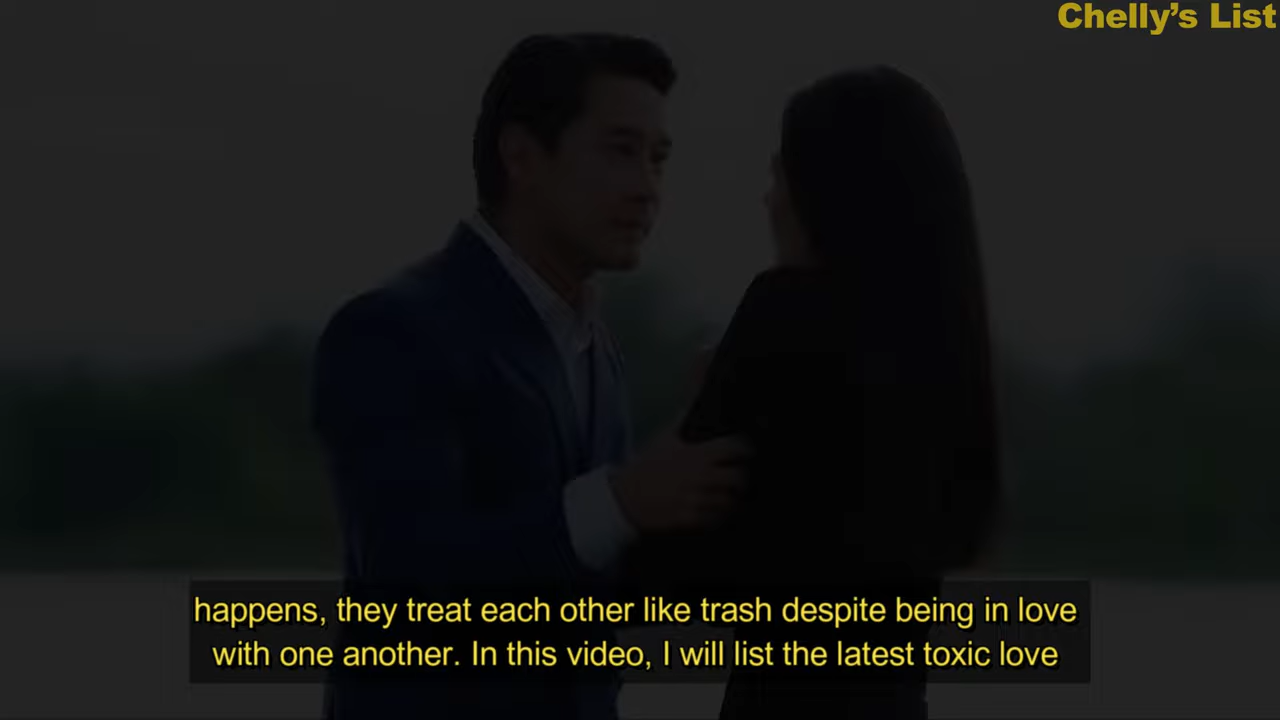 Chelly's List
happens, they treat each other like trash despite being in love
with one another. In this video, I will list the latest toxic love